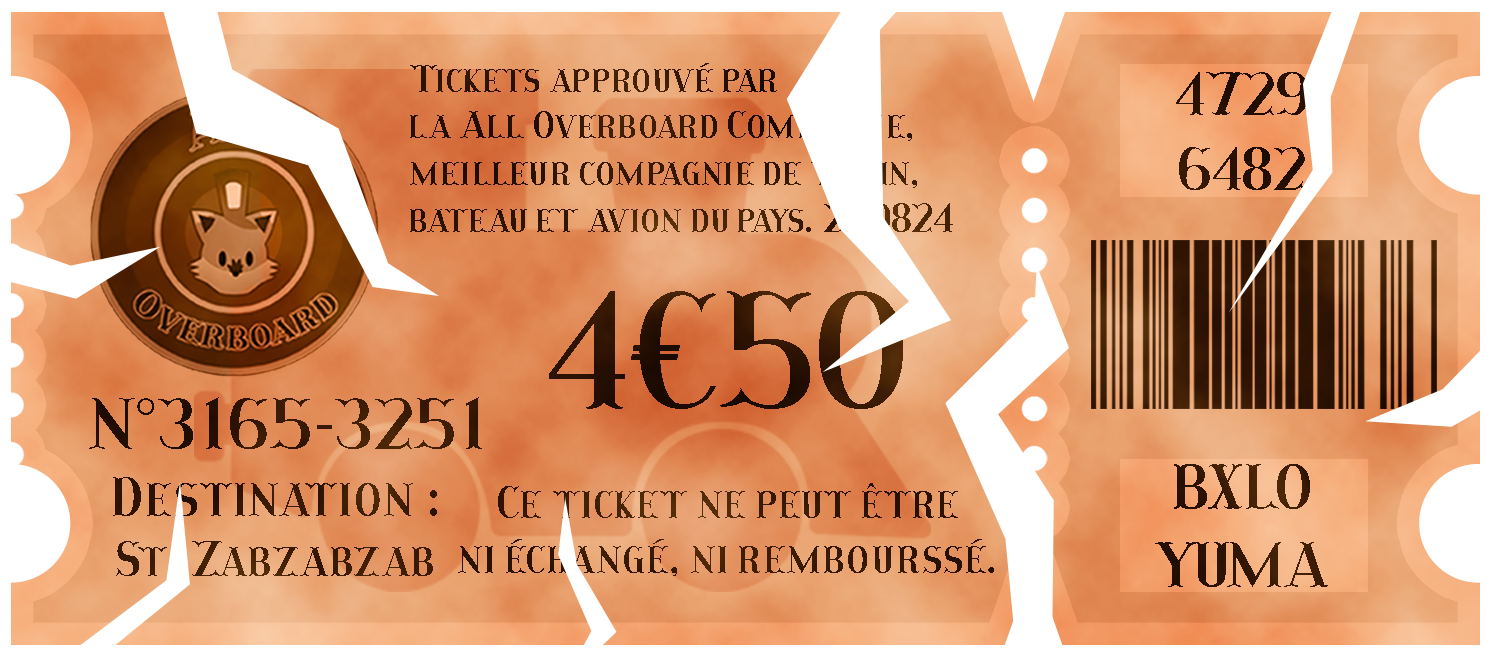 OVERBOARD
TICKETS APPROUVÉ PAR
LA ALL OVERBOARD
MEILLEUR COMPAGNIE DE
BATEAU ET AVION DU PAYS.
4€50
N°3165-3251
DESTINATION :
ST ZABZABZAB
CE TICKET NE PEUT ÊTRE
NI ÉCHANGÉ, NI REMBOURSSÉ.
4729
6482
BXLO
YUMA